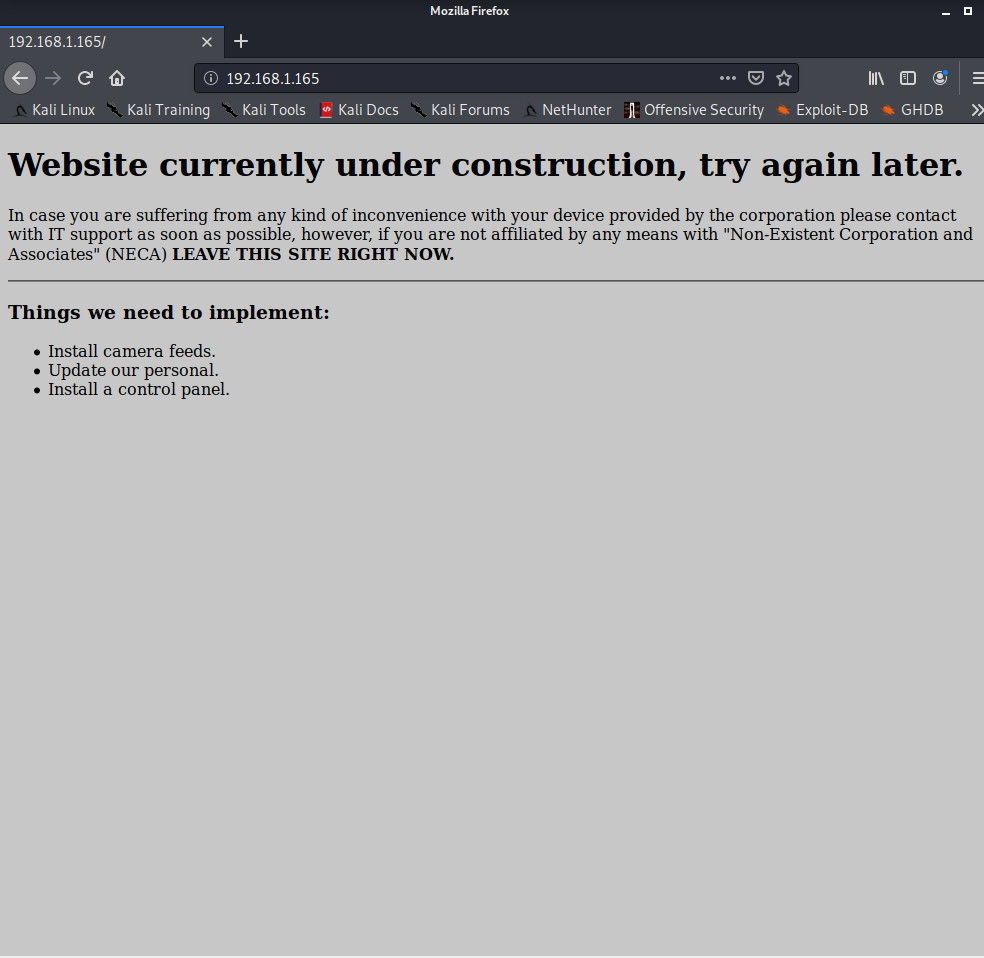 Mozilla Firefox
192.168.1.165/
192.168.1.165
Kali Linux Kali Training Kali Tools Kali Docs Kali Forums NetHunter Offensive Security Exploit-DB GHDB
Website currently under construction, try again later.
In case you are suffering from any kind of inconvenience with your device provided by the corporation please contact
with IT support as soon as possible, however, if you are not affiliated by any means with "Non-Existent Corporation and
Associates" (NECA) LEAVE THIS SITE RIGHT NOW.
Things we need to implement:
Install camera feeds.
Update our personal.
Install a control panel.